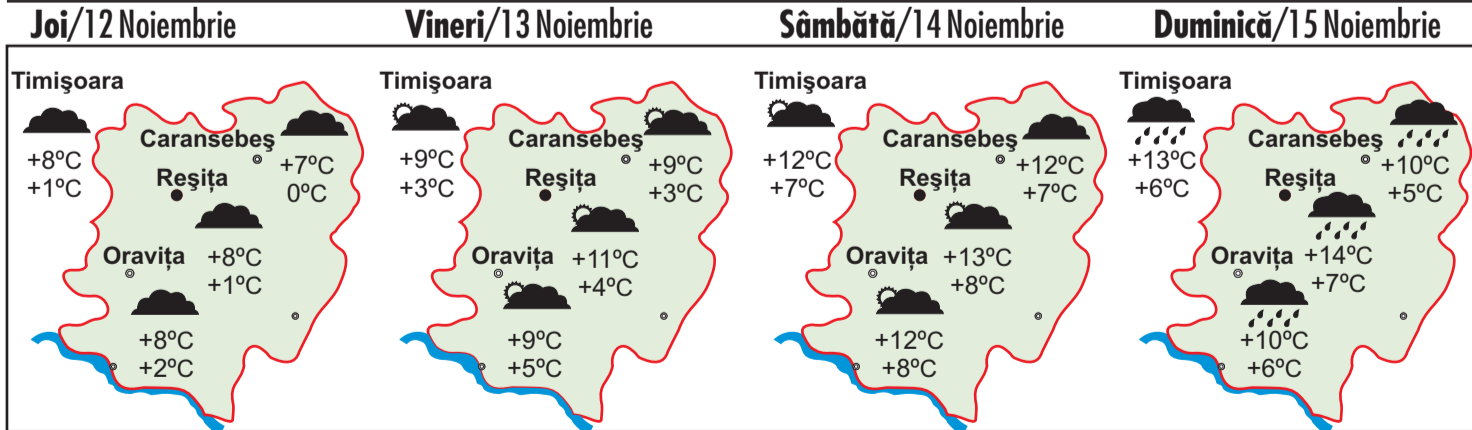 Joi/12 Noiembrie
Timişoara
+8ºC
+1ºC
Caransebeş
+7ºC
0ºC
Reşiţa
+8ºC
+1ºC
Oraviţa
+8ºC
+2ºC
Vineri/13 Noiembrie
Timişoara
+9ºC
+3ºC
Caransebeş
+9ºC
+3ºC
Reşiţa
+11ºC
+4ºC
Oraviţa
+9ºC
+5ºC
Sâmbătă/14 Noiembrie
Timişoara
+12ºC
+7ºC
Caransebeş
+12ºC
+7ºC
Reşiţa
+13ºC
+8ºC
Oraviţa
+12ºC
+8ºC
Duminică/15 Noiembrie
Timişoara
+13ºC
+6ºC
Caransebeş
+10ºC
+5ºC
Reşiţa
+14ºC
+7ºC
Oraviţa
+10ºC
+6ºC